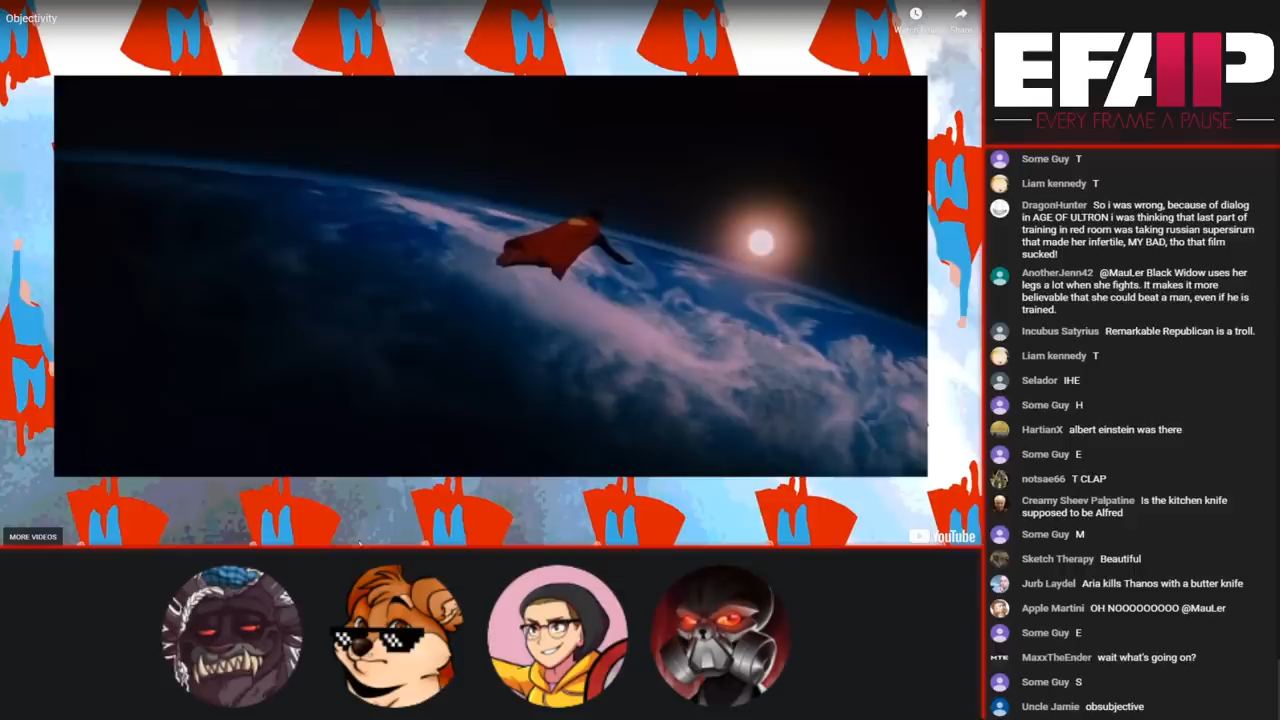 Objectivity
Share
EFAP
EVERY FRAME A PAUSE
Some Guy T
Liam kennedy T
DragonHunter So i was wrong, because of dialog
in AGE OF ULTRON i was thinking that last part of
training in red room was taking russian supersirum
that made her infertile, MY BAD, tho that film
sucked!
AnotherJenn42 @MauLer Black Widow uses her
legs a lot when she fights. It makes it more
believable that she could beat a man, even if he is
trained.
Incubus Satyrius Remarkable Republican is a troll.
Liam kennedy T
Selador IHE
Some Guy H
HartianX albert einstein was there
Some Guy E
notsae66 T CLAP
Creamy Sheev Palpatine Is the kitchen knife
supposed to be Alfred
Some Guy M
Sketch Therapy Beautiful
Jurb Laydel Aria kills Thanos with a butter knife
Apple Martini OH NOOOOOOOOO @MauLer
Some Guy E
MTE MaxxTheEnder wait what's going on?
Some Guy S
Uncle Jamie obsubjective
MORE VIDEOS
YouTube